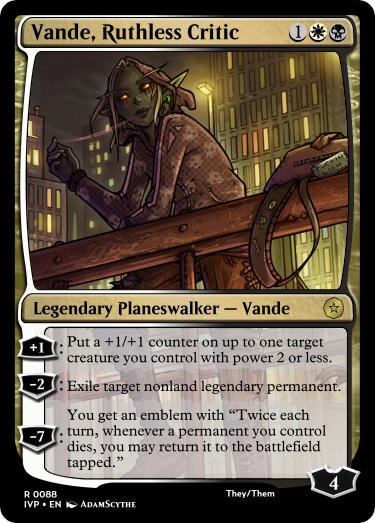 Vande, Ruthless Critic 1
Legendary Planeswalker — Vande
+1: Put a +1/+1 counter on up to one target
creature you control with power 2 or less.
-2: Exile target nonland legendary permanent.
-7: You get an emblem with “Twice each
turn, whenever a permanent you control
dies, you may return it to the battlefield
tapped.”
4
R 0088
IVP • EN AdamScythe
They/Them